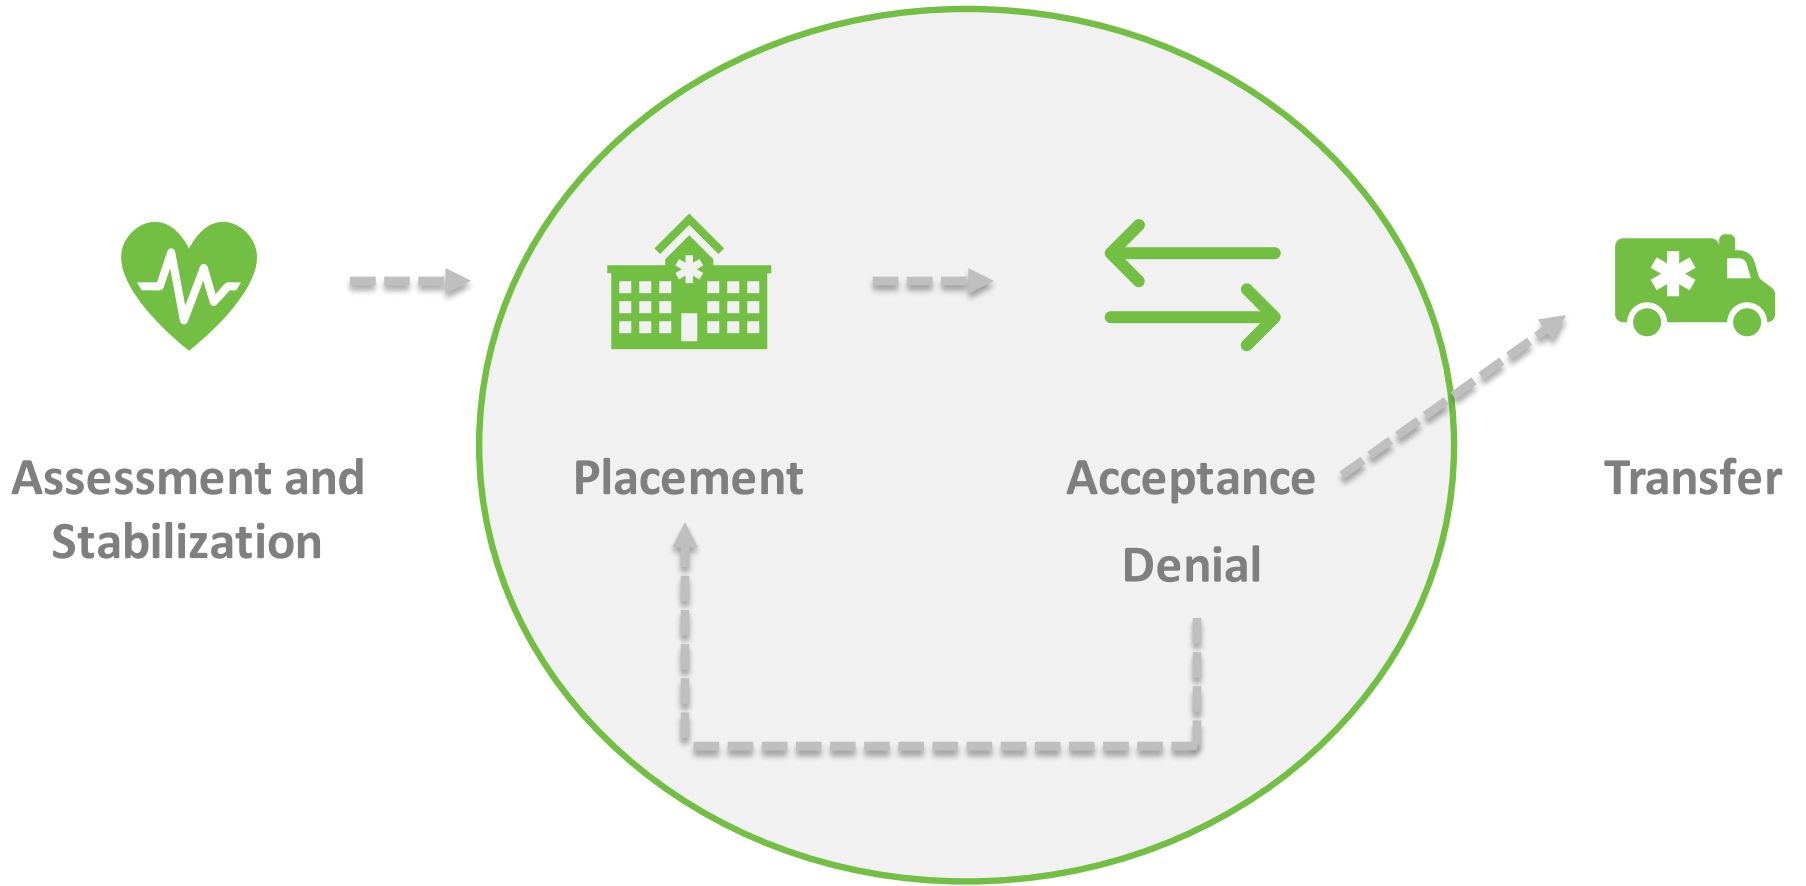 Assessment and
Stabilization
Placement
Acceptance
Denial
Transfer